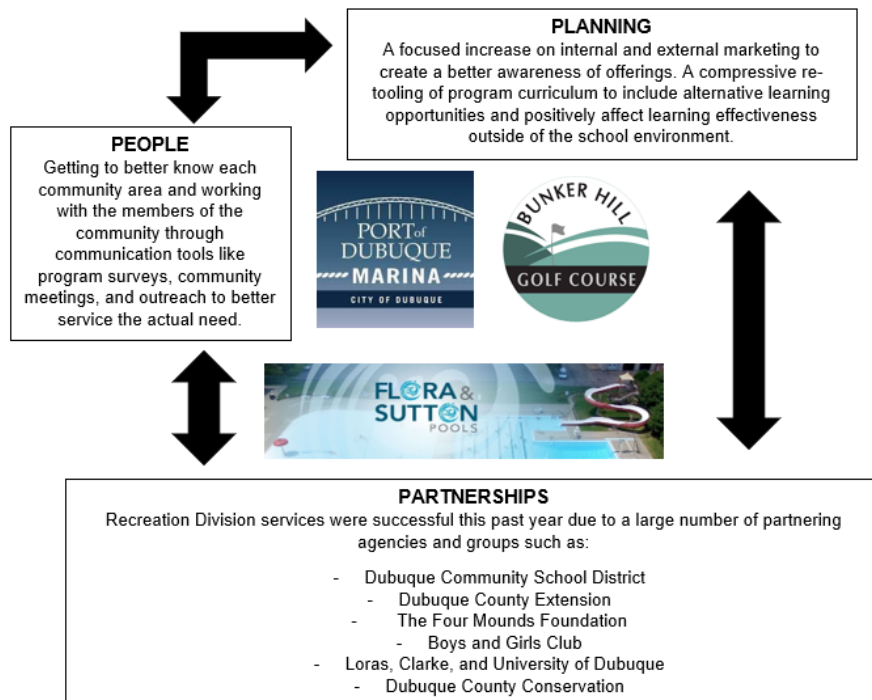 PLANNING
A focused increase on internal and external marketing to
create a better awareness of offerings. A compressive re-
tooling of program curriculum to include alternative learning
opportunities and positively affect learning effectiveness
outside of the school environment.
PEOPLE
Getting to better know each
community area and working
with the members of the
community through
communication tools like
program surveys, community
meetings, and outreach to better
service the actual need.
PORT of
DUBUQUE
MARINA
CITY OF DUBUQUE
BUNKER HILL
GOLF COURSE
FLORA &
SUTTON
POOLS
PARTNERSHIPS
Recreation Division services were successful this past year due to a large number of partnering
agencies and groups such as:
- Dubuque Community School District
- Dubuque County Extension
- The Four Mounds Foundation
- Boys and Girls Club
- Loras, Clarke, and University of Dubuque
- Dubuque County Conservation